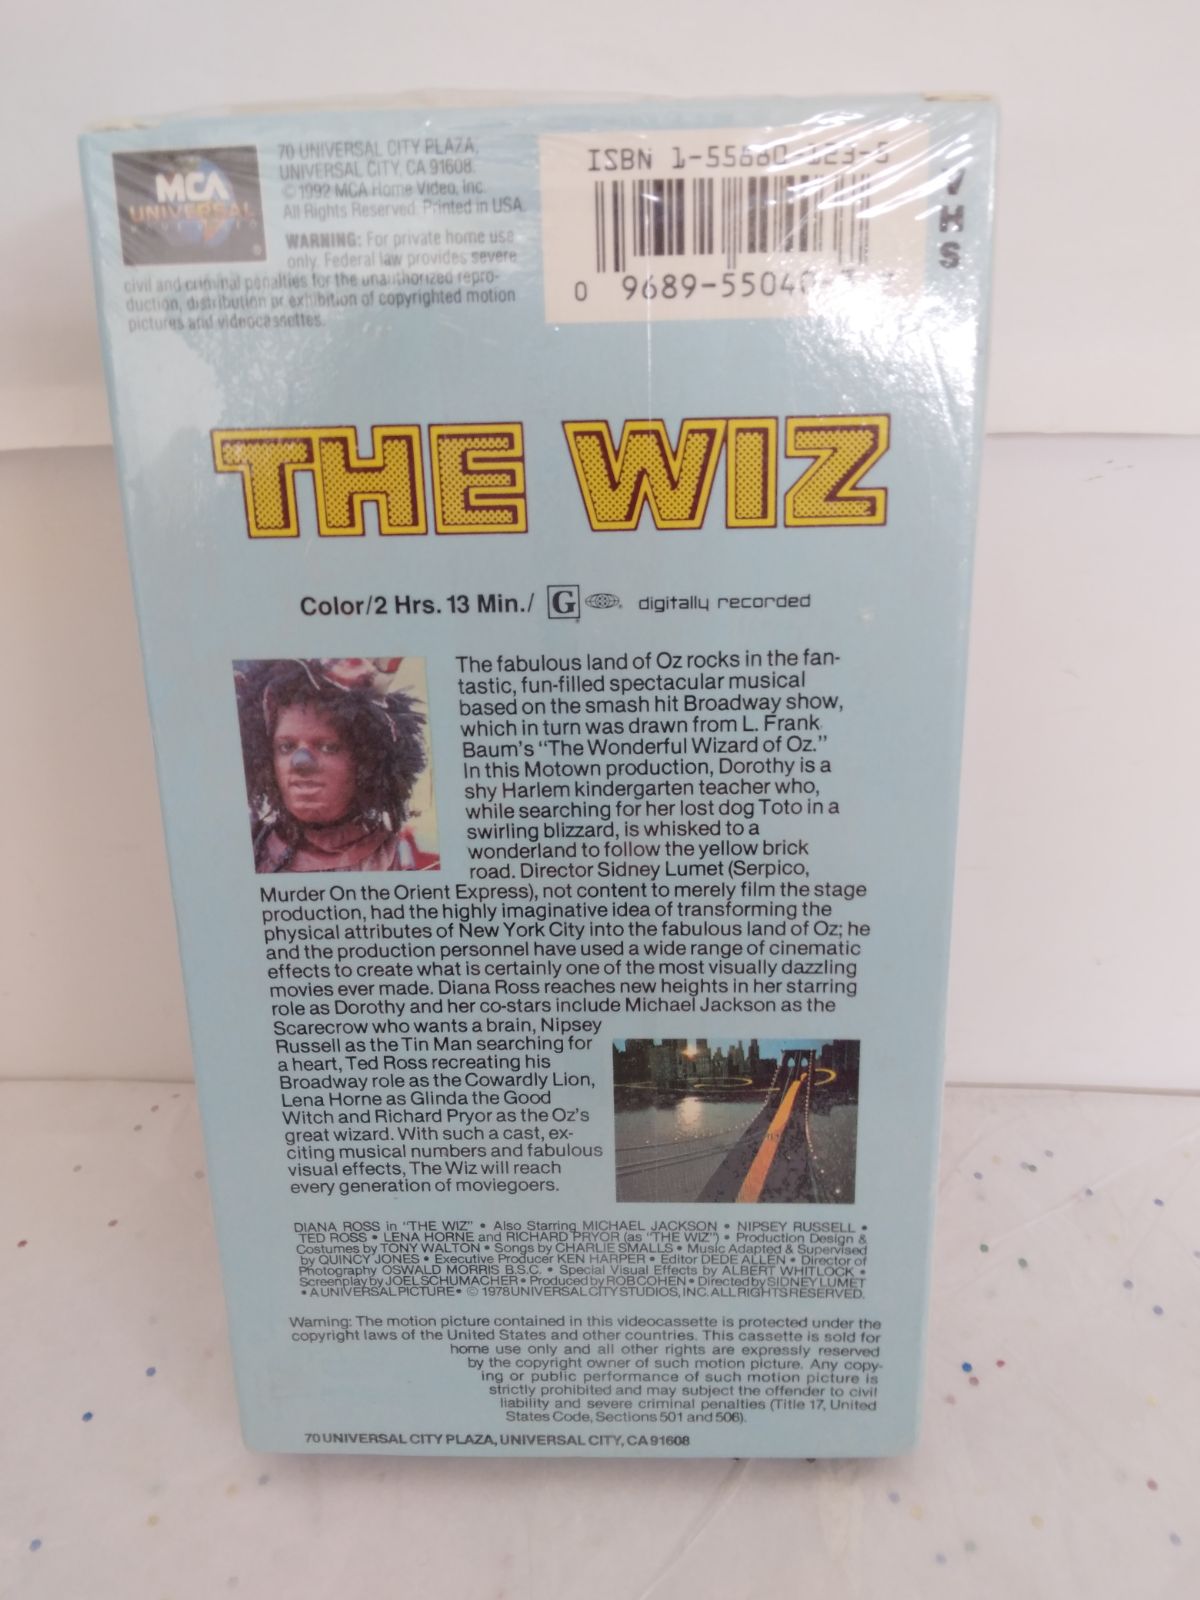 MCA
UNIVERSAL
70 UNIVERSAL CITY PLAZA,
UNIVERSAL CITY, CA 91608.
© 1992 MCA Home Video, Inc.
All Rights Reserved. Printed in USA.
WARNING: For private home use
only. Federal law provides severe
civil and criminal penalties for the unauthorized repro-
duction, distribution or exhibition of copyrighted motion
pictures and videocassettes.
ISBN
0 9689-5504
VHS
THE WIZ
Color/2 Hrs. 13 Min./ G digitally recorded
The fabulous land of Oz rocks in the fan-
tastic, fun-filled spectacular musical
based on the smash hit Broadway show,
which in turn was drawn from L. Frank
Baum's "The Wonderful Wizard of Oz."
In this Motown production, Dorothy is a
shy Harlem kindergarten teacher who,
while searching for her lost dog Toto in a
swirling blizzard, is whisked to a
wonderland to follow the yellow brick
road. Director Sidney Lumet (Serpico,
Murder On the Orient Express), not content to merely film the stage
production, had the highly imaginative idea of transforming the
physical attributes of New York City into the fabulous land of Oz; he
and the production personnel have used a wide range of cinematic
effects to create what is certainly one of the most visually dazzling
movies ever made. Diana Ross reaches new heights in her starring
role as Dorothy and her co-stars include Michael Jackson as the
Scarecrow who wants a brain, Nipsey
Russell as the Tin Man searching for
a heart, Ted Ross recreating his
Broadway role as the Cowardly Lion,
Lena Horne as Glinda the Good
Witch and Richard Pryor as the Oz's
great wizard. With such a cast, ex-
citing musical numbers and fabulous
visual effects, The Wiz will reach
every generation of moviegoers.
DIANA ROSS in "THE WIZ" • Also Starring MICHAEL JACKSON • NIPSEY RUSSELL •
TED ROSS • LENA HORNE and RICHARD PRYOR (as "THE WIZ") • Production Design &
Costumes by TONY WALTON • Songs by CHARLIE SMALLS • Music Adapted & Supervised
by QUINCY JONES • Executive Producer KEN HARPER • Editor DEDE ALLEN • Director of
Photography OSWALD MORRIS B.S.C. • Special Visual Effects by ALBERT WHITLOCK •
Screenplay by JOEL SCHUMACHER • Produced by ROB COHEN • Directed by SIDNEY LUMET
• A UNIVERSAL PICTURE • © 1978 UNIVERSAL CITY STUDIOS, INC. ALL RIGHTS RESERVED.
Warning: The motion picture contained in this videocassette is protected under the
copyright laws of the United States and other countries. This cassette is sold for
home use only and all other rights are expressly reserved
by the copyright owner of such motion picture. Any copy-
ing or public performance of such motion picture is
strictly prohibited and may subject the offender to civil
liability and severe criminal penalties (Title 17, United
States Code, Sections 501 and 506).
70 UNIVERSAL CITY PLAZA, UNIVERSAL CITY, CA 91608